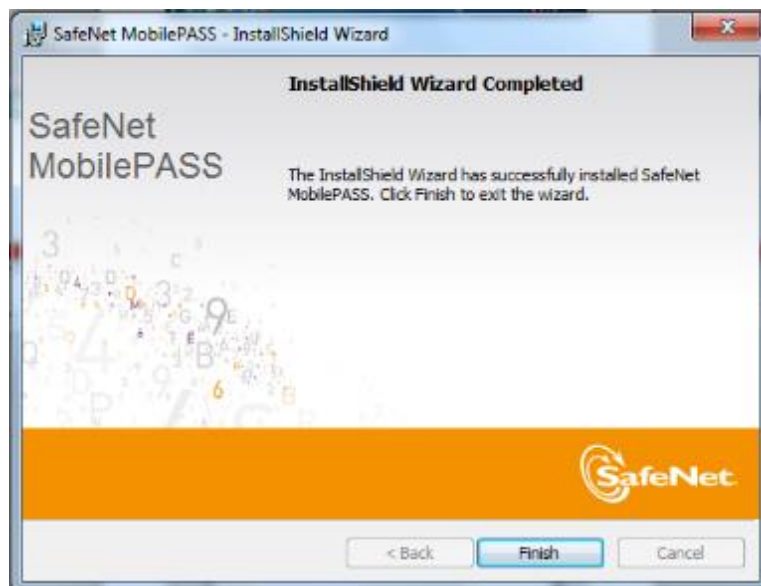 SafeNet MobilePASS - InstallShield Wizard
InstallShield Wizard Completed
SafeNet
MobilePASS
The InstallShield Wizard has successfully installed SafeNet
MobilePASS. Click Finish to exit the wizard.
SafeNet.
< Back
Finish
Cancel